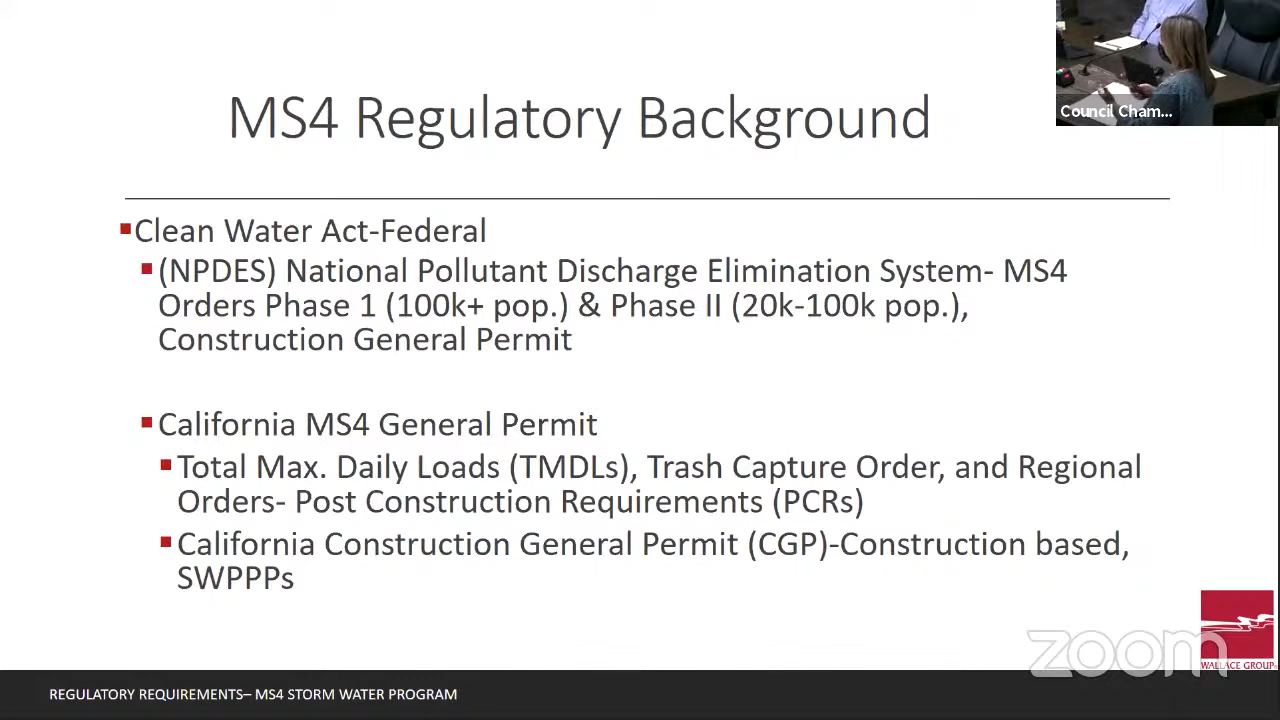 Council Cham...
MS4 Regulatory Background
▪Clean Water Act-Federal
▪(NPDES) National Pollutant Discharge Elimination System- MS4
Orders Phase 1 (100k+ pop.) & Phase II (20k-100k pop.),
Construction General Permit
▪California MS4 General Permit
▪Total Max. Daily Loads (TMDLs), Trash Capture Order, and Regional
Orders- Post Construction Requirements (PCRs)
▪California Construction General Permit (CGP)-Construction based,
SWPPPs
zoom
WALLACE GROUP®
REGULATORY REQUIREMENTS– MS4 STORM WATER PROGRAM